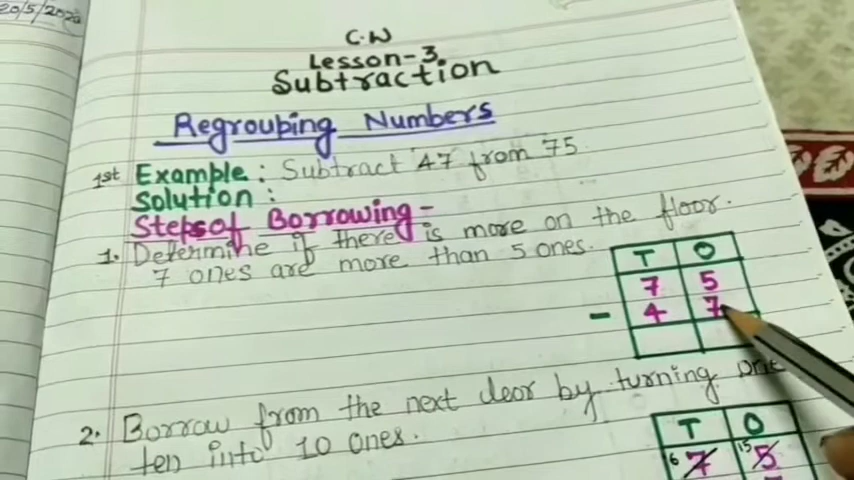 20/5/202
C.W
Lesson-3
Subtraction
Regrouping Numbers
1st Example: Subtract 47 from 75.
Solution:
Steps of Borrowing-
1. Determine if there is more on the floor.
7 ones are more than 5 ones.
T O
7 5
- 4 7
2. Borrow from the next door by turning one
ten into 10 ones.
T O
6 7 15 5